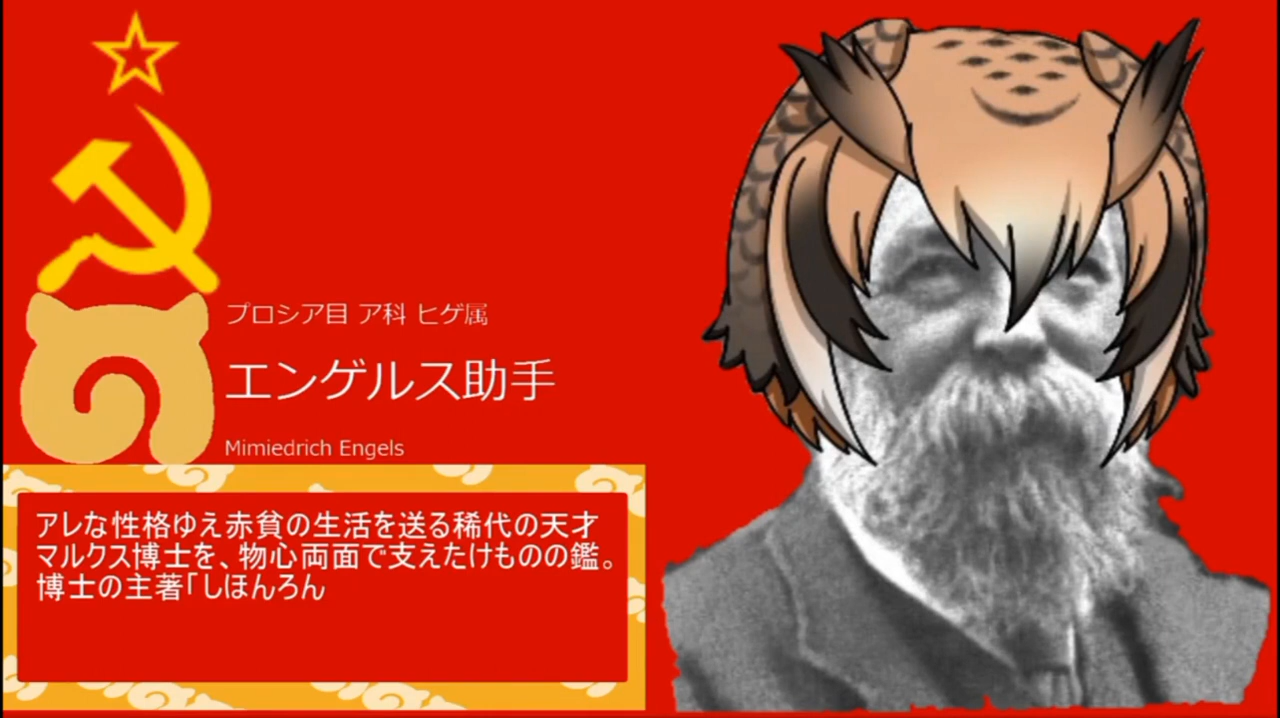 プロシア目 ア科 ヒゲ属
エンゲルス助手
Mimiedrich Engels
アレな性格ゆえ赤貧の生活を送る稀代の天才
マルクス博士を、物心両面で支えたけものの鑑。
博士の主著「しほんろん